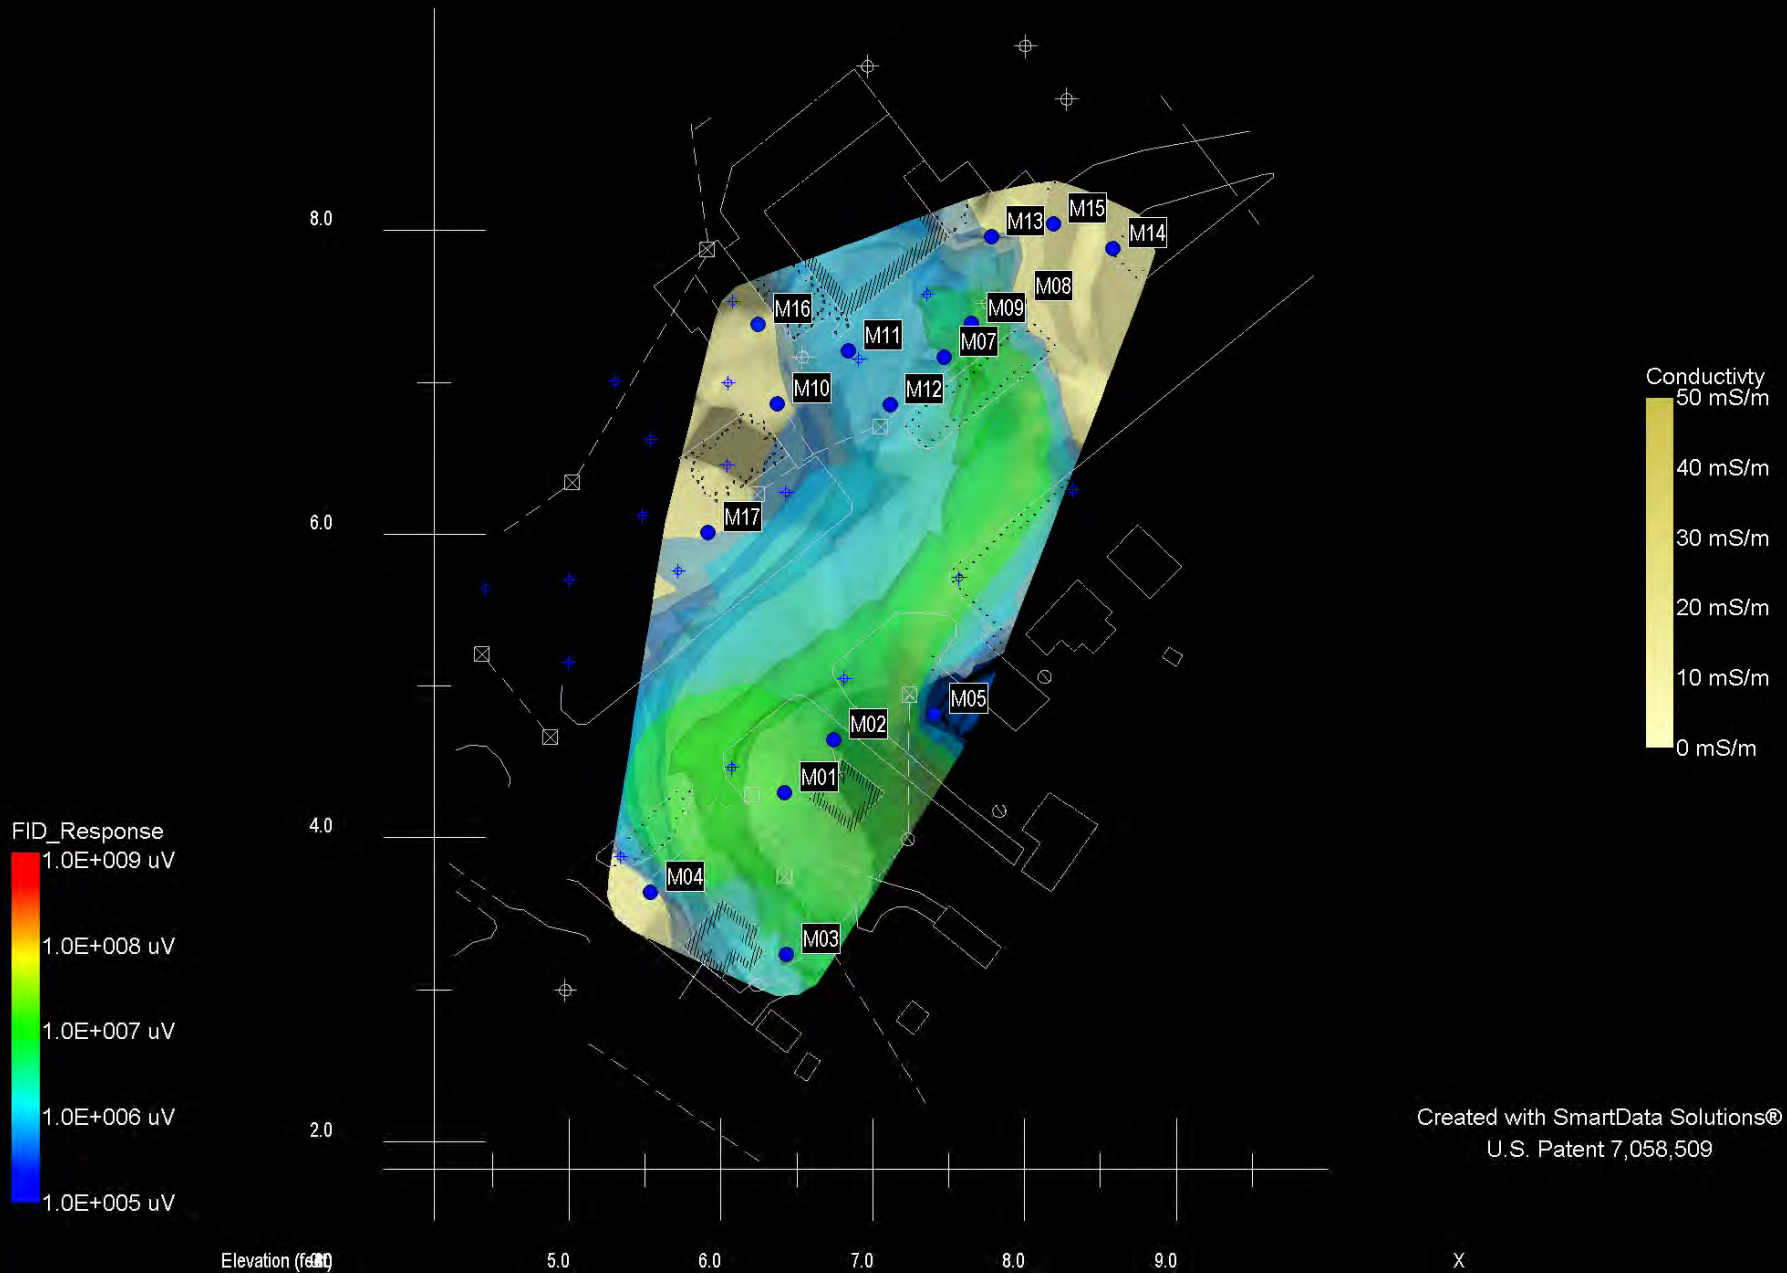 8.0
M15
M13
M14
M08
M16
M09
M11
M07
Conductivty
50 mS/m
M10
M12
40 mS/m
6.0
M17
30 mS/m
20 mS/m
10 mS/m
M05
M02
0 mS/m
M01
4.0
FID_Response
1.0E+009 uV
M04
M03
1.0E+008 uV
1.0E+007 uV
1.0E+006 uV
2.0
Created with SmartData Solutions®
U.S. Patent 7,058,509
1.0E+005 uV
Elevation 5.0 6.0 7.0 8.0 9.0 X